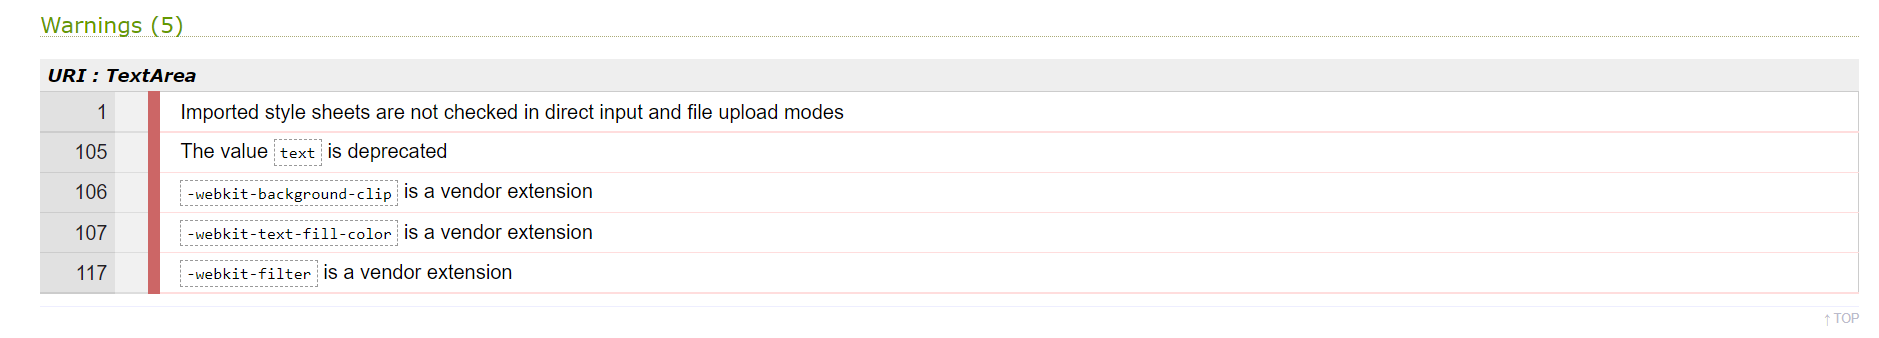 Warnings (5)
URI : TextArea
1 Imported style sheets are not checked in direct input and file upload modes
105 The value text is deprecated
106 -webkit-background-clip is a vendor extension
107 -webkit-text-fill-color is a vendor extension
117 -webkit-filter is a vendor extension
↑ TOP